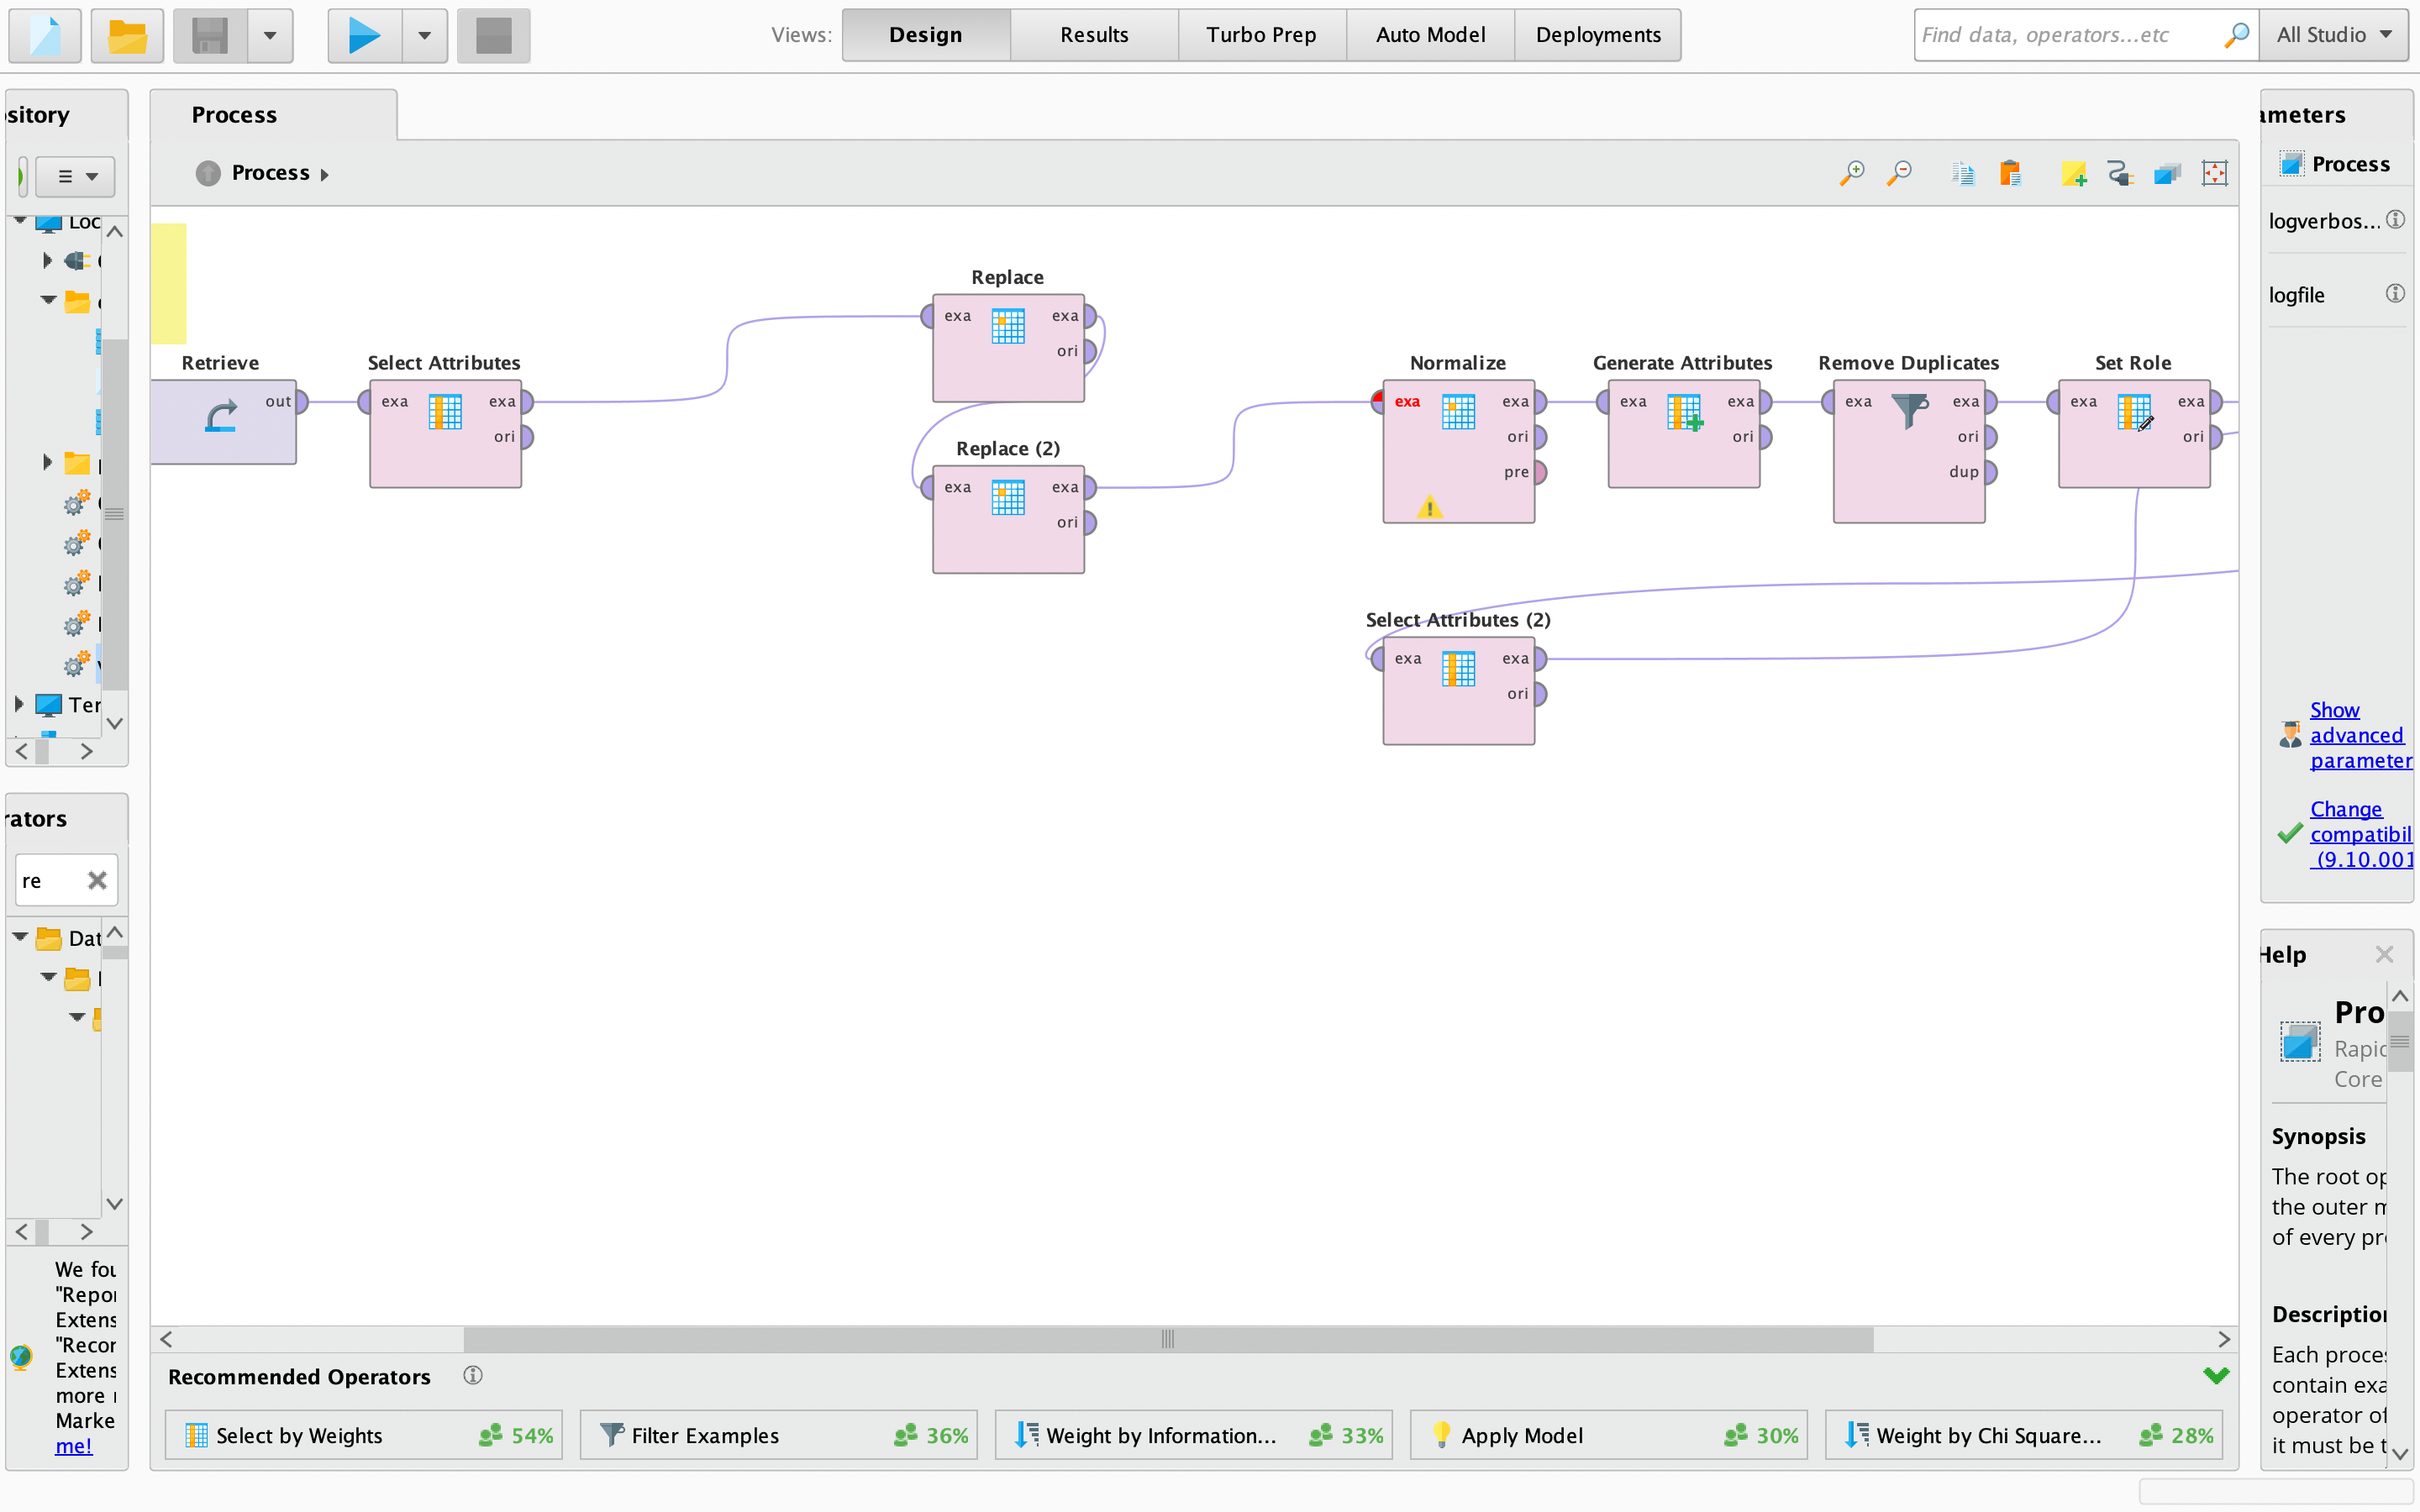 Views:
Design
Results
Turbo Prep
Auto Model
Deployments
Find data, operators...etc
All Studio
sitory
Loc
Ter
rators
re
Dat
We fou
"Repor
Extens
"Recor
Extens
more r
Marke
me!
Process
Process
Retrieve
out
Select Attributes
exa exa
ori
Replace
exa exa
ori
Replace (2)
exa exa
ori
Normalize
exa exa
ori
pre
Generate Attributes
exa exa
ori
Remove Duplicates
exa exa
ori
dup
Set Role
exa exa
ori
Select Attributes (2)
exa exa
ori
Recommended Operators
Select by Weights 54%
Filter Examples 36%
Weight by Information... 33%
Apply Model 30%
Weight by Chi Square... 28%
ameters
Process
logverbos...
logfile
Show
advanced
parameter
Change
compatibil
(9.10.001
Help
Pro
Rapid
Core
Synopsis
The root op
the outer m
of every pro
Description
Each proces
contain exa
operator of
it must be t